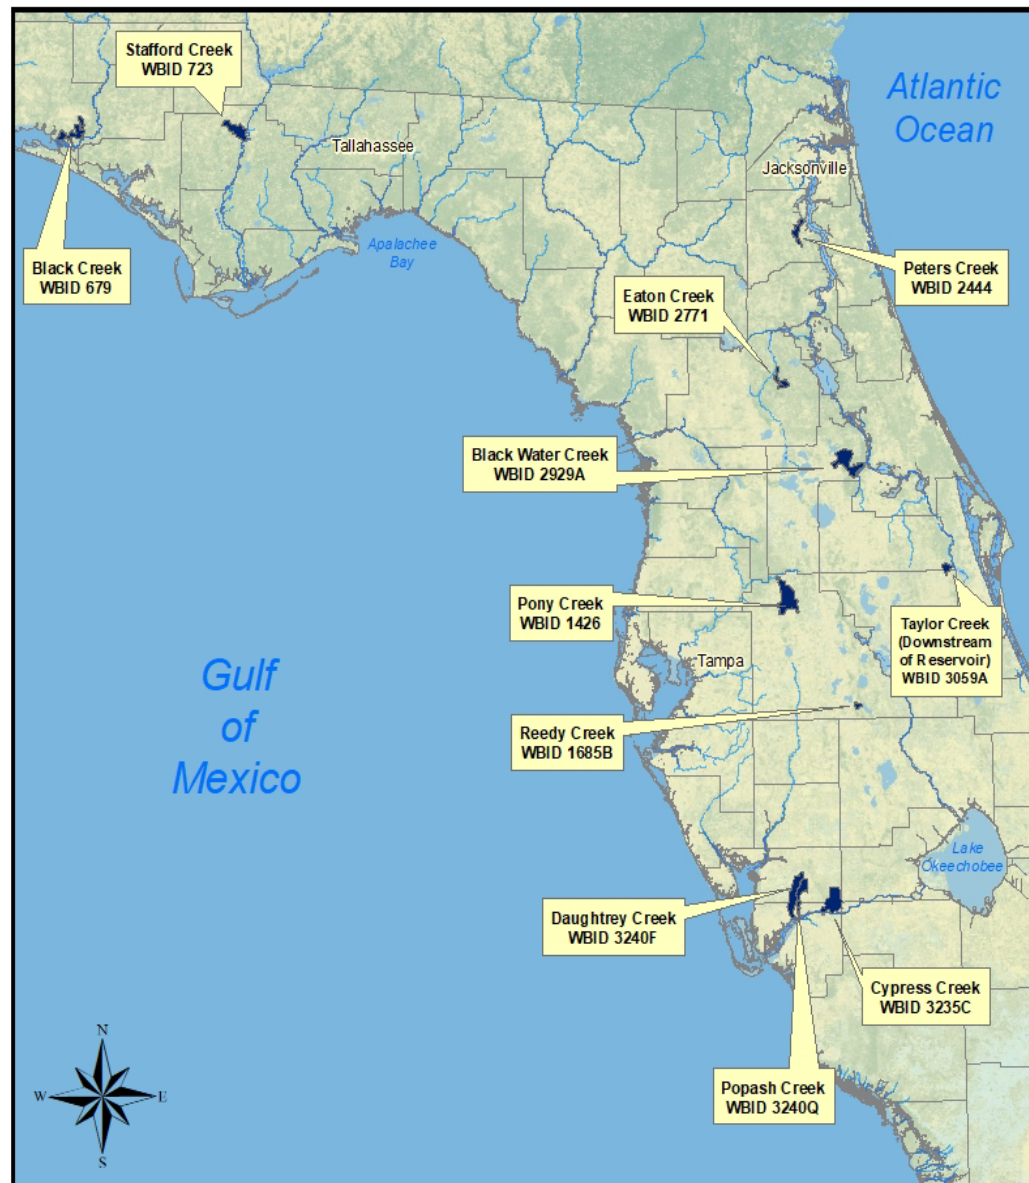 Stafford Creek
WBID 723
Atlantic
Ocean
Tallahassee
Jacksonville
Apalachee
Bay
Black Creek
WBID 679
Peters Creek
WBID 2444
Eaton Creek
WBID 2771
Black Water Creek
WBID 2929A
Pony Creek
WBID 1426
Taylor Creek
(Downstream
of Reservoir)
WBID 3059A
Tampa
Gulf
of
Mexico
Reedy Creek
WBID 1685B
Lake
Okeechobee
Daughtrey Creek
WBID 3240F
Cypress Creek
WBID 3235C
Popash Creek
WBID 3240Q
N
W
E
S